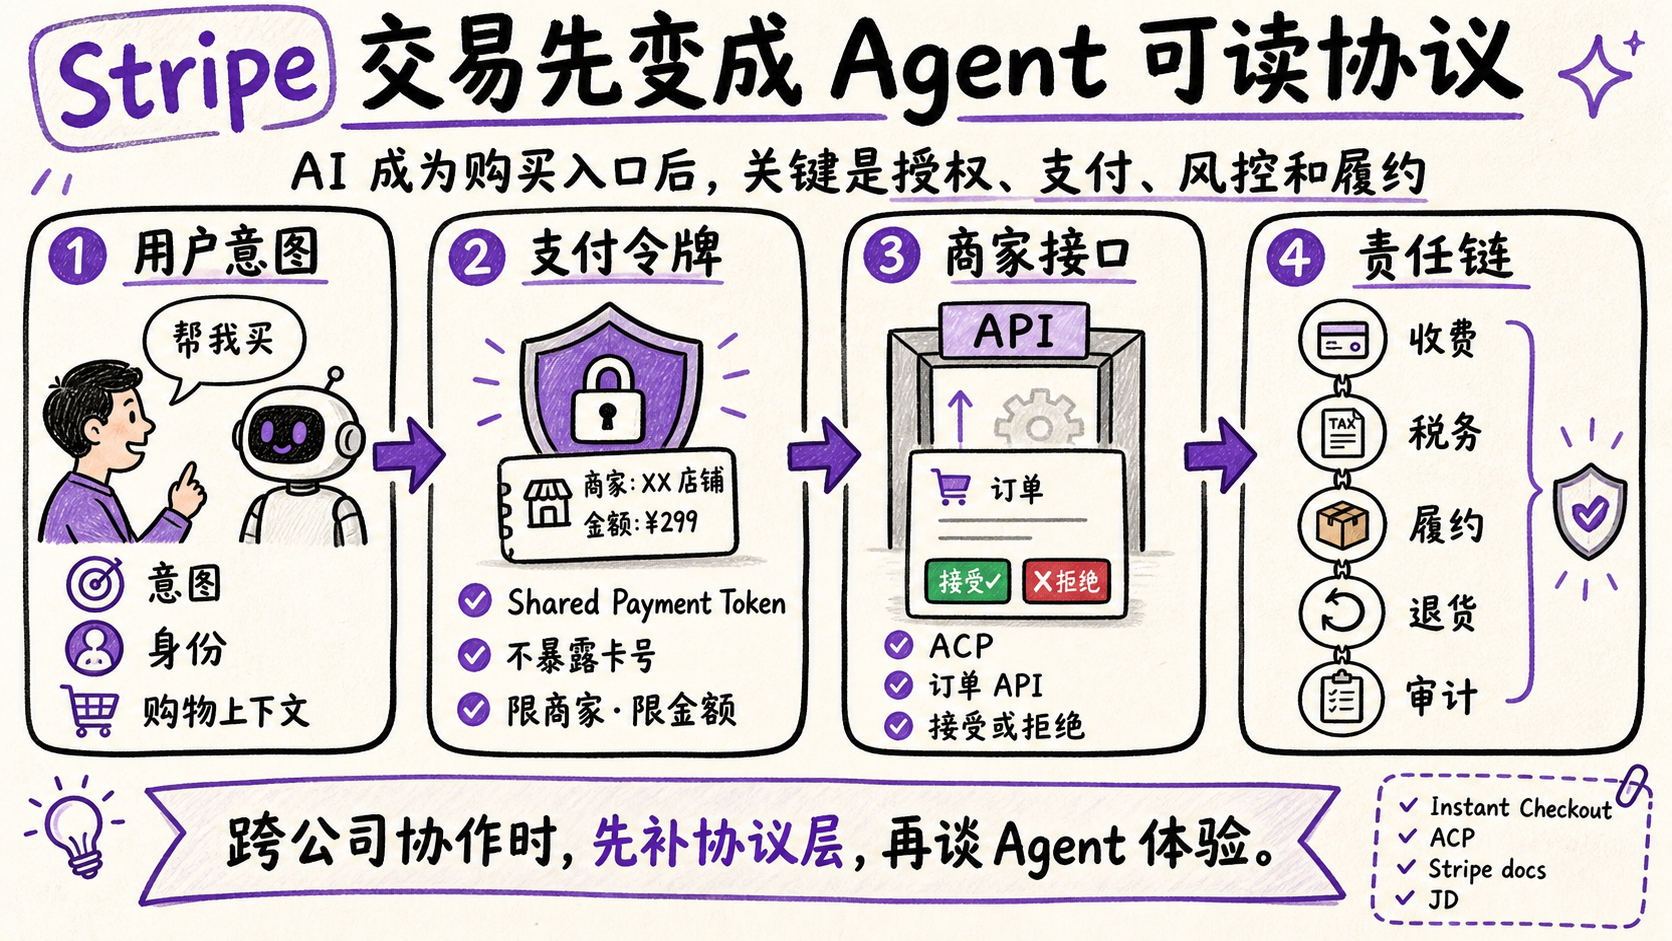 Stripe 交易先变成 Agent 可读协议
AI 成为购买入口后，关键是授权、支付、风控和履约
1 用户意图
帮我买
意图
身份
购物上下文
2 支付令牌
商家：XX 店铺
金额：¥299
Shared Payment Token
不暴露卡号
限商家·限金额
3 商家接口
API
订单
接受✓
X拒绝
ACP
订单 API
接受或拒绝
4 责任链
收费
TAX
税务
履约
退货
审计
跨公司协作时，先补协议层，再谈 Agent 体验。
Instant Checkout
ACP
Stripe docs
JD